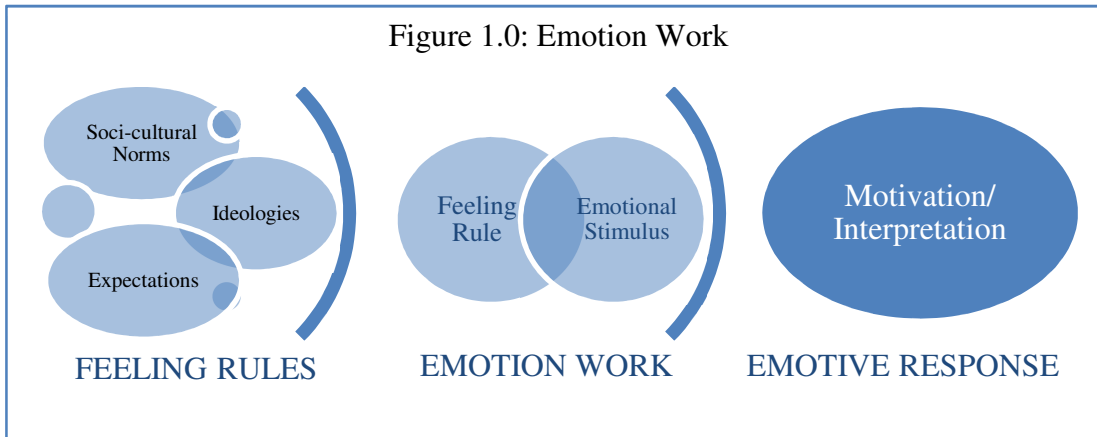 Figure 1.0: Emotion Work
Soci-cultural
Norms
Ideologies
Expectations
FEELING RULES
Feeling
Rule
Emotional
Stimulus
EMOTION WORK
Motivation/
Interpretation
EMOTIVE RESPONSE